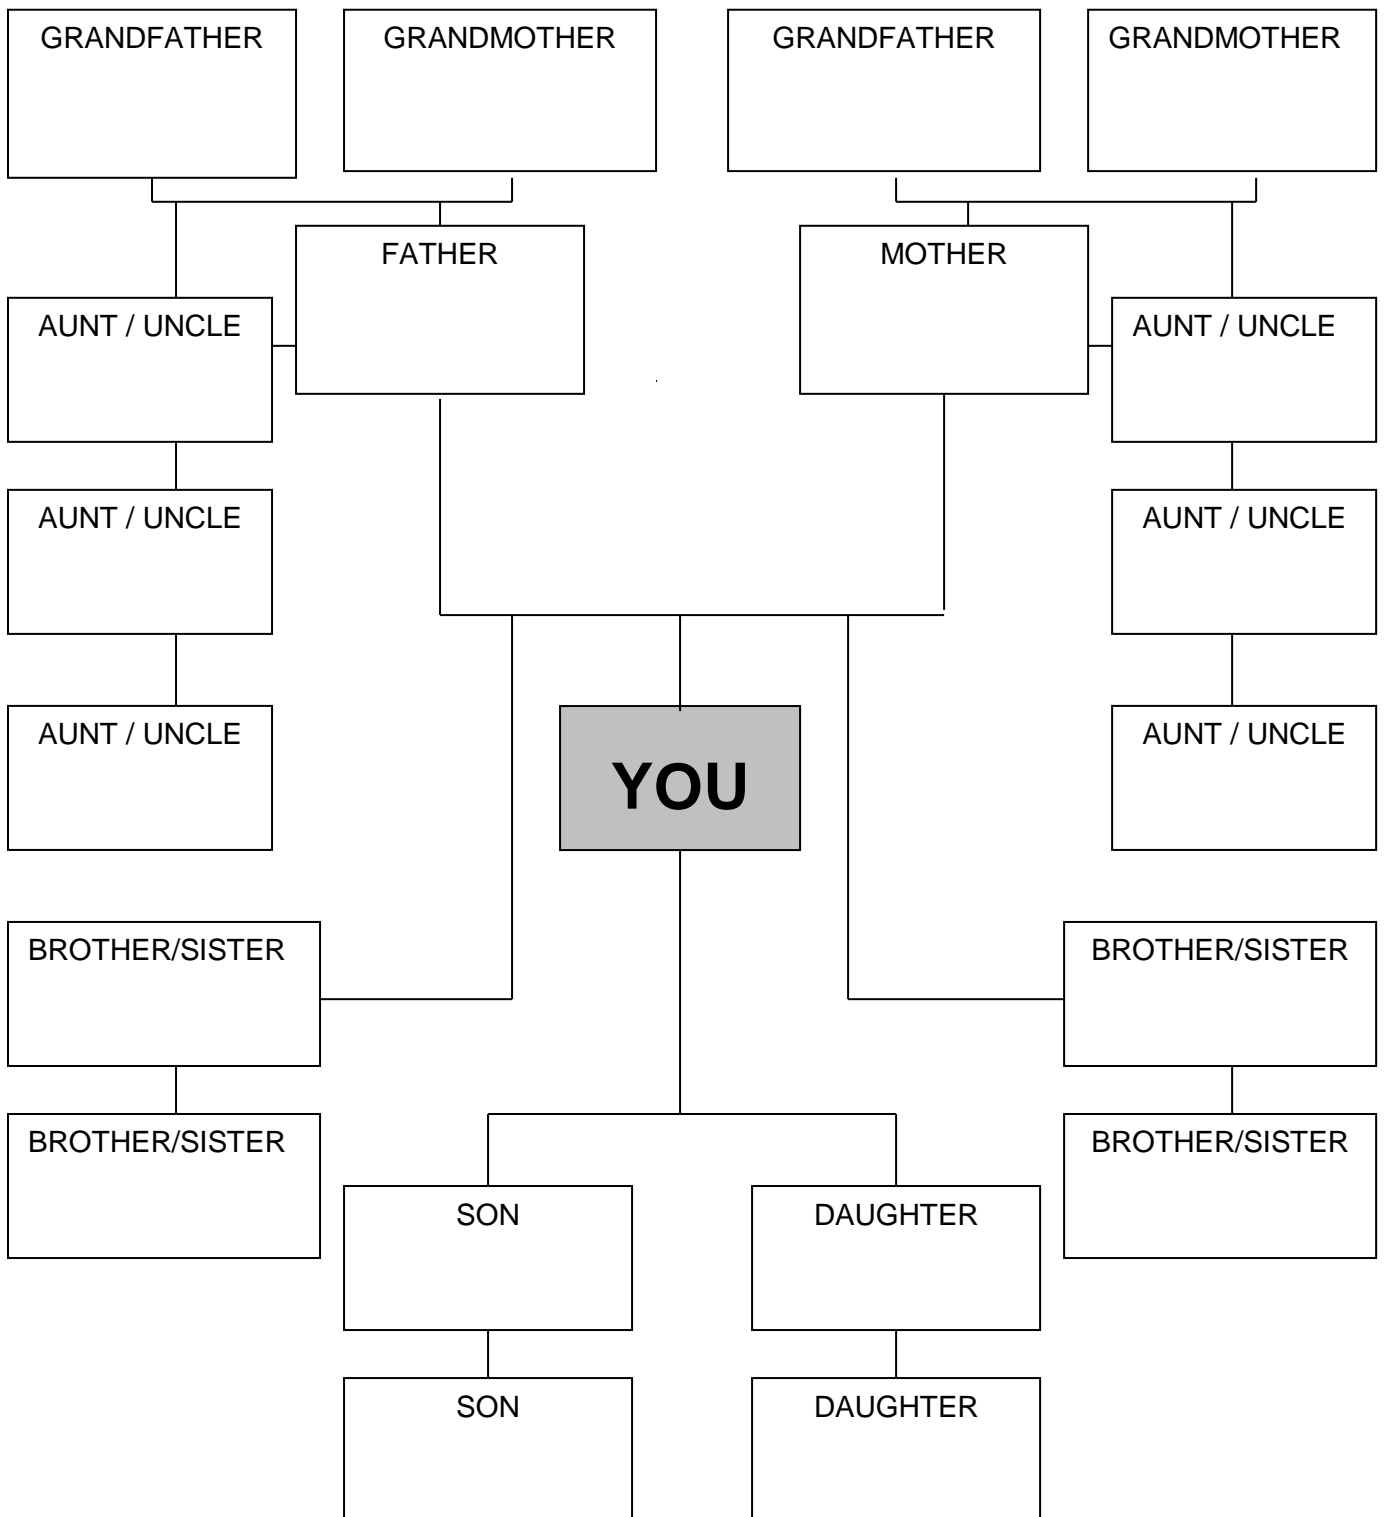 GRANDFATHER GRANDMOTHER GRANDFATHER GRANDMOTHER
FATHER MOTHER
AUNT / UNCLE AUNT / UNCLE
AUNT / UNCLE AUNT / UNCLE
AUNT / UNCLE AUNT / UNCLE
YOU
BROTHER/SISTER BROTHER/SISTER
BROTHER/SISTER BROTHER/SISTER
SON DAUGHTER
SON DAUGHTER